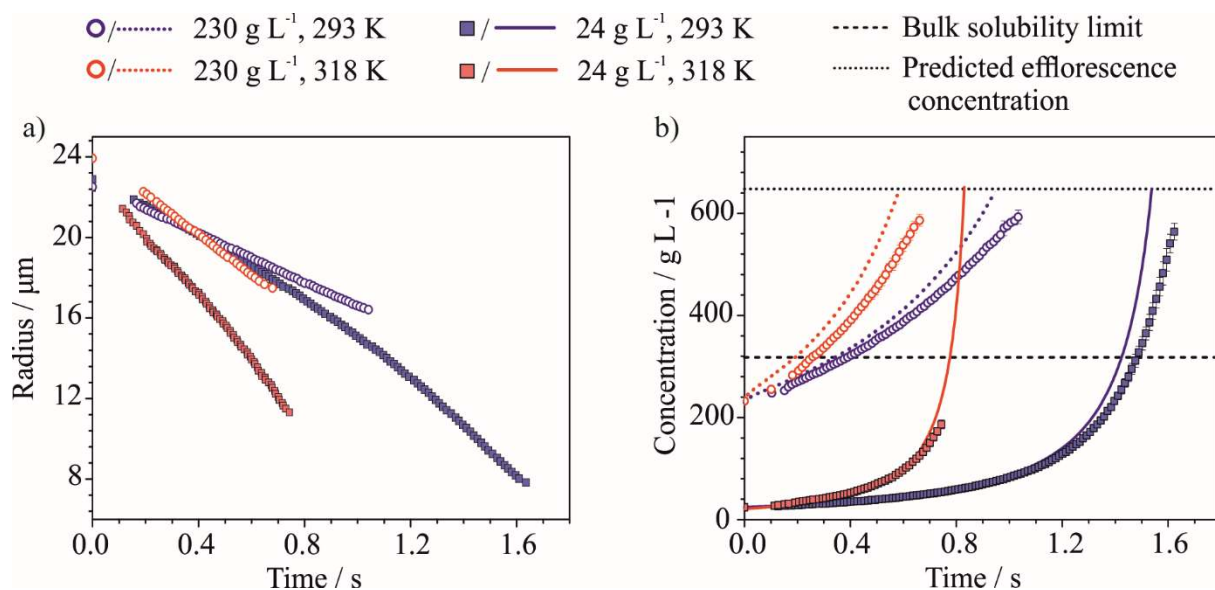 230 g L⁻¹, 293 K
24 g L⁻¹, 293 K
Bulk solubility limit
230 g L⁻¹, 318 K
24 g L⁻¹, 318 K
Predicted efflorescence
concentration
a)
24
20
16
12
8
Radius / µm
0.0 0.4 0.8 1.2 1.6
Time / s
b)
600
400
200
0
Concentration / g L -1
0.0 0.4 0.8 1.2 1.6
Time / s